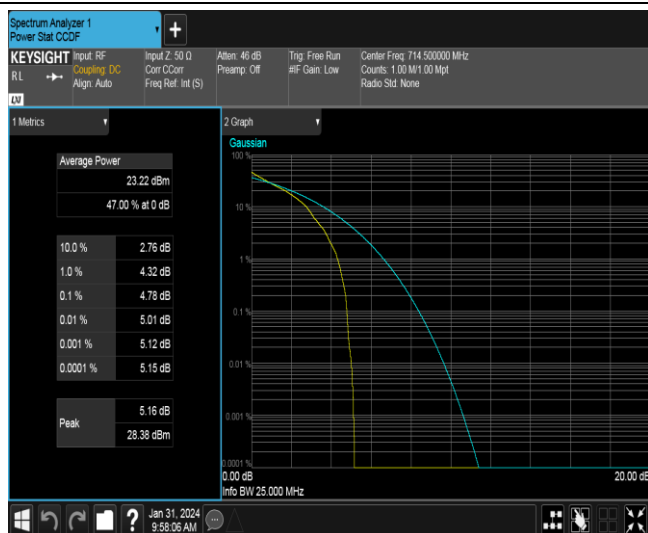 Spectrum Analyzer 1
Power Stat CCDF
+
KEYSIGHT
RL
LXI
Input: RF
Coupling: DC
Align: Auto
Input Z: 50 Ω
Corr CCorr
Freq Ref: Int (S)
Atten: 46 dB
Preamp: Off
Trig: Free Run
#IF Gain: Low
Center Freq: 714.500000 MHz
Counts: 1.00 M/1.00 Mpt
Radio Std: None
1 Metrics
Average Power
23.22 dBm
47.00 % at 0 dB
10.0 % 2.76 dB
1.0 % 4.32 dB
0.1 % 4.78 dB
0.01 % 5.01 dB
0.001 % 5.12 dB
0.0001 % 5.15 dB
Peak
5.16 dB
28.38 dBm
2 Graph
Gaussian
100 %
10 %
1 %
0.1 %
0.01 %
0.001 %
0.0001 %
0.00 dB 20.00 dB
Info BW 25.000 MHz
?
Jan 31, 2024
9:58:06 AM